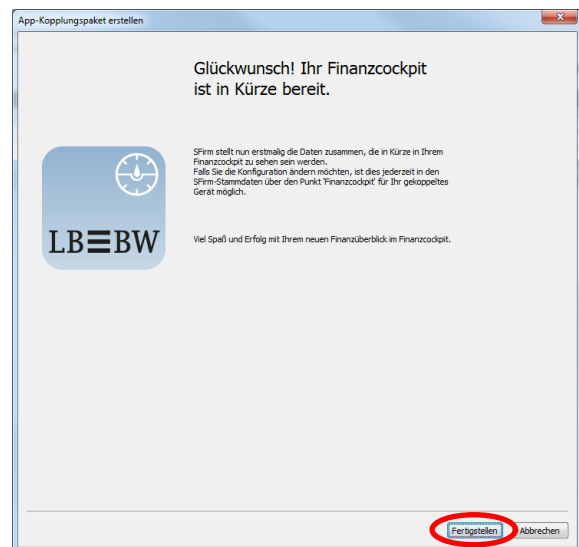 App-Kopplungspaket erstellen
Glückwunsch! Ihr Finanzcockpit
ist in Kürze bereit.
SFirm stellt nun erstmalig die Daten zusammen, die in Kürze in Ihrem
Finanzcockpit zu sehen sein werden.
Falls Sie die Konfiguration ändern möchten, ist dies jederzeit in den
SFirm-Stammdaten über den Punkt 'Finanzcockpit' für Ihr gekoppeltes
Gerät möglich.
LB☰BW
Viel Spaß und Erfolg mit Ihrem neuen Finanzüberblick im Finanzcockpit.
Fertigstellen Abbrechen